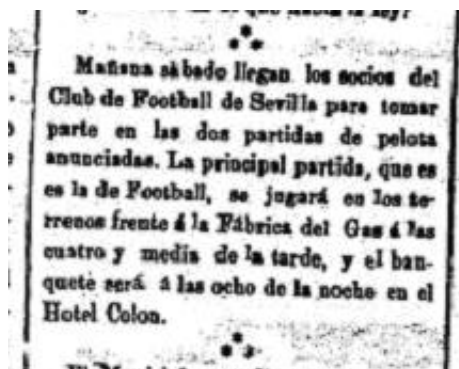 Mañana sábado llegan los socios del
Club de Football de Sevilla para tomar
parte en las dos partidas de pelota
anunciadas. La principal partida, que es
es la de Football, se jugará en los te-
rrenos frente á la Fábrica del Gas á las
cuatro y media de la tarde, y el ban-
quete será á las ocho de la noche en el
Hotel Colon.